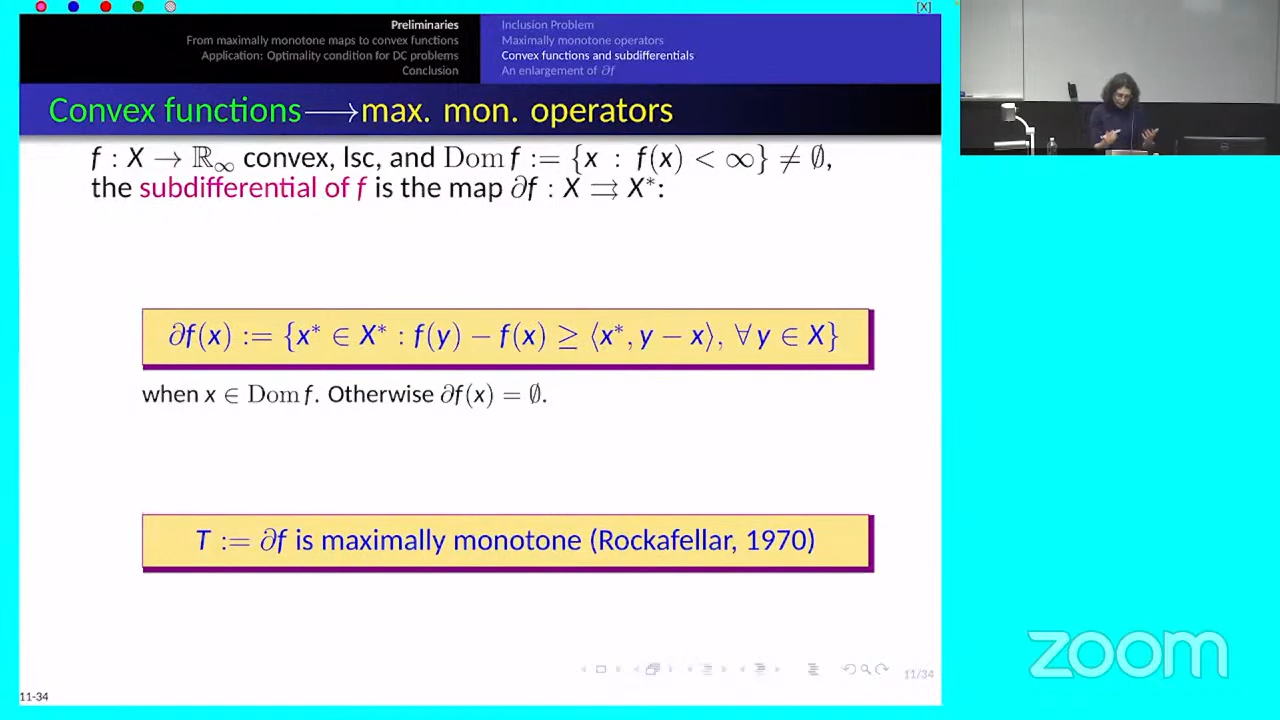 [X]
Preliminaries
From maximally monotone maps to convex functions
Application: Optimality condition for DC problems
Conclusion
Inclusion Problem
Maximally monotone operators
Convex functions and subdifferentials
An enlargement of ∂f
Convex functions⟶max. mon. operators
f : X → ℝ∞ convex, lsc, and Dom f := {x : f(x) < ∞} ≠ ∅,
the subdifferential of f is the map ∂f : X ⇉ X*:
∂f(x) := {x* ∈ X* : f(y) − f(x) ≥ ⟨x*, y − x⟩, ∀ y ∈ X}
when x ∈ Dom f. Otherwise ∂f(x) = ∅.
T := ∂f is maximally monotone (Rockafellar, 1970)
11/34
11-34
zoom